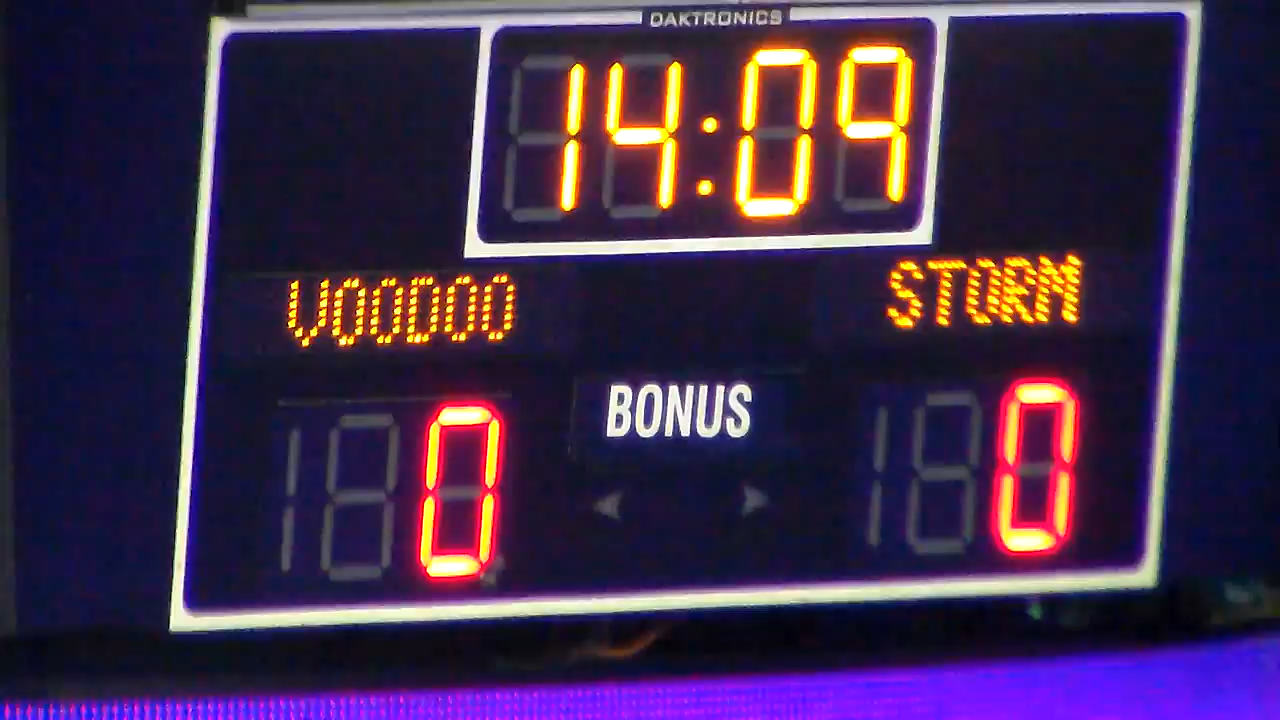 DAKTRONICS
14:09
VOODOO
STORM
BONUS
0
0